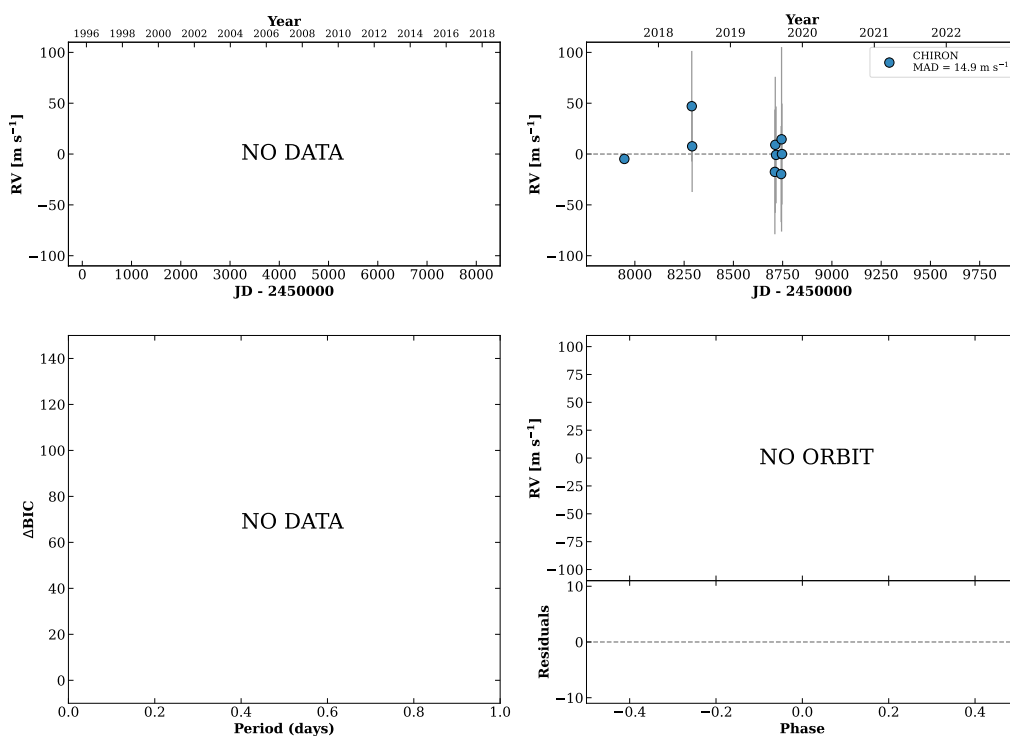 Year
1996 1998 2000 2002 2004 2006 2008 2010 2012 2014 2016 2018
100
50
0
−50
−100
RV [m s⁻¹]
NO DATA
0 1000 2000 3000 4000 5000 6000 7000 8000
JD - 2450000
Year
2018 2019 2020 2021 2022
CHIRON
MAD = 14.9 m s⁻¹
100
50
0
−50
−100
RV [m s⁻¹]
8000 8250 8500 8750 9000 9250 9500 9750
JD - 2450000
140
120
100
80
60
40
20
0
ΔBIC
NO DATA
0.0 0.2 0.4 0.6 0.8 1.0
Period (days)
100
75
50
25
0
−25
−50
−75
−100
RV [m s⁻¹]
NO ORBIT
10
0
−10
Residuals
−0.4 −0.2 0.0 0.2 0.4
Phase